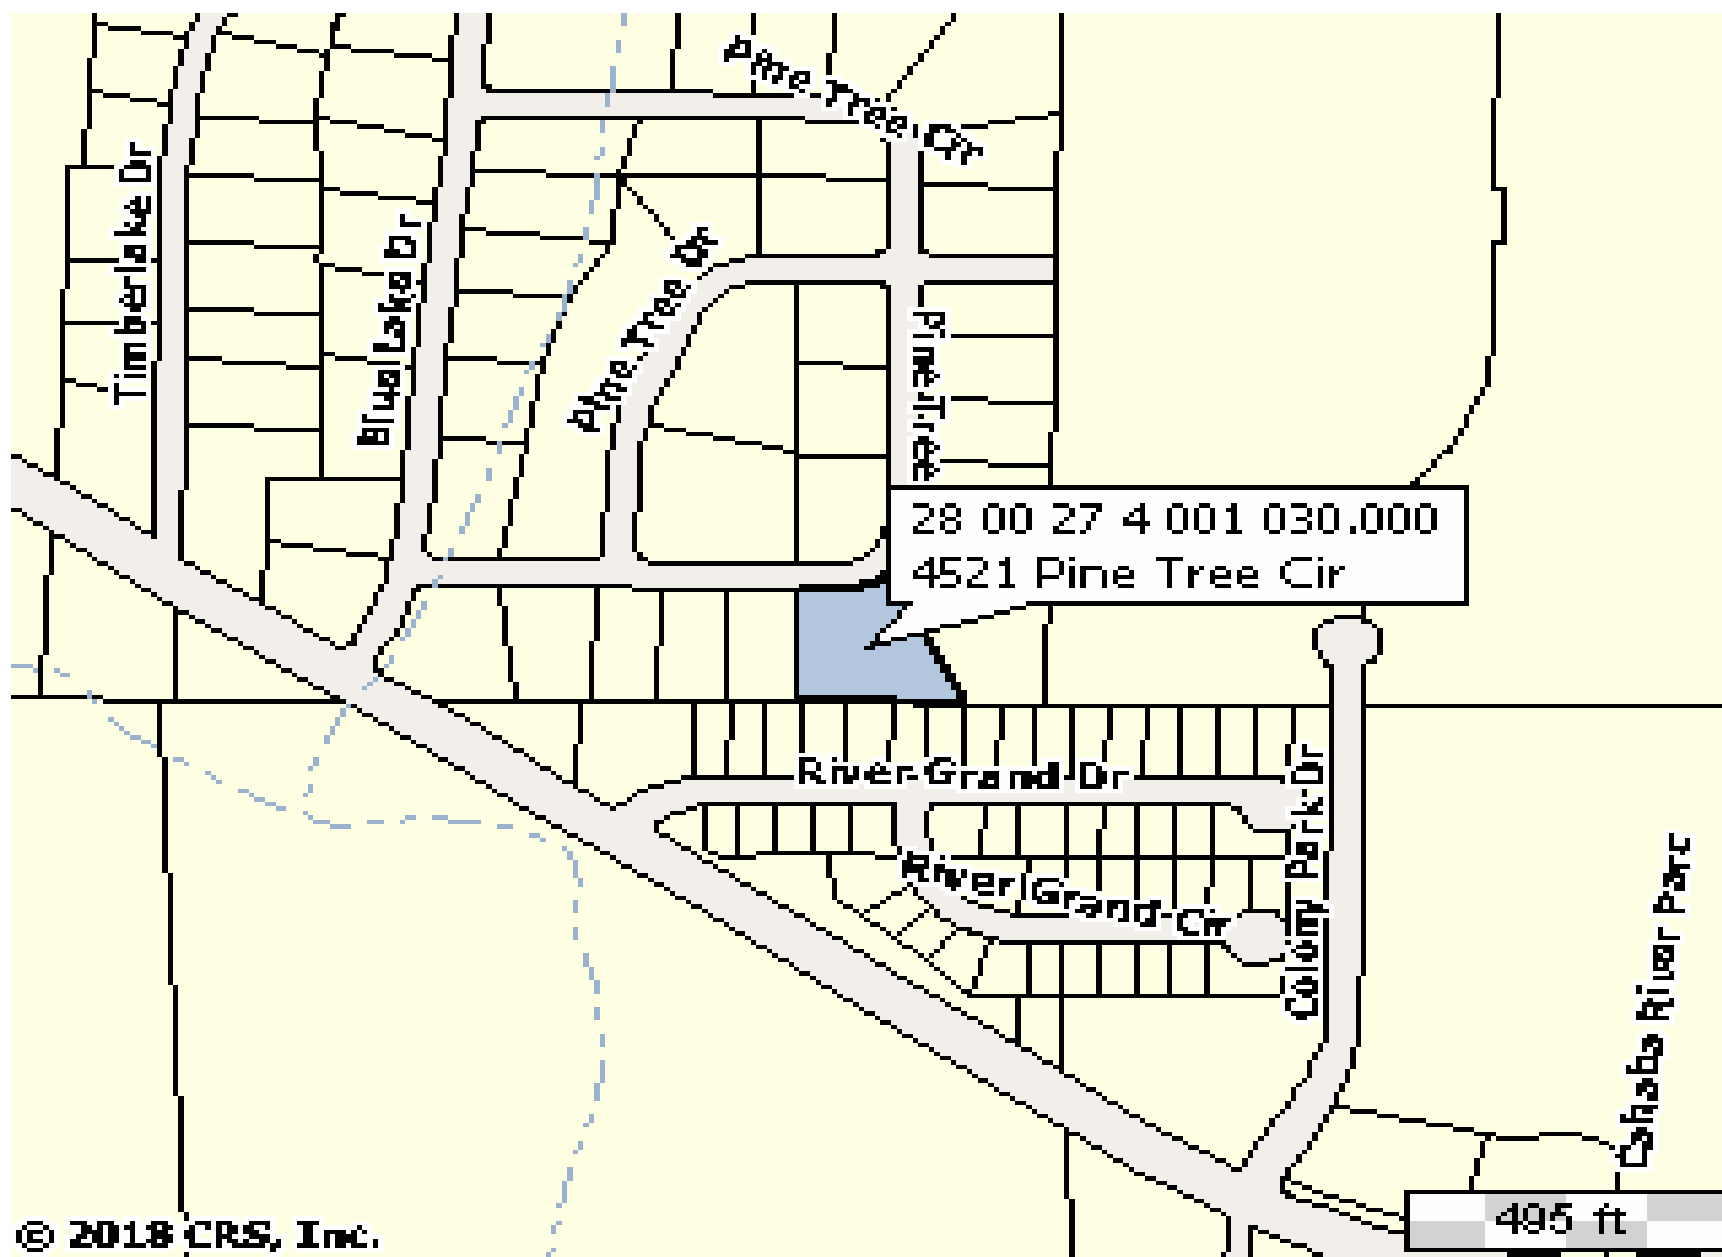 Pine Tree Cir
Timberlake Dr
Blue Lake Dr
Pine Tree Dr
Pine Tree
28 00 27 4 001 030.000
4521 Pine Tree Cir
River Grand Dr
River Grand Cir
Colony Park Dr
Cahaba River Parc
495 ft
© 2018 CRS, Inc.